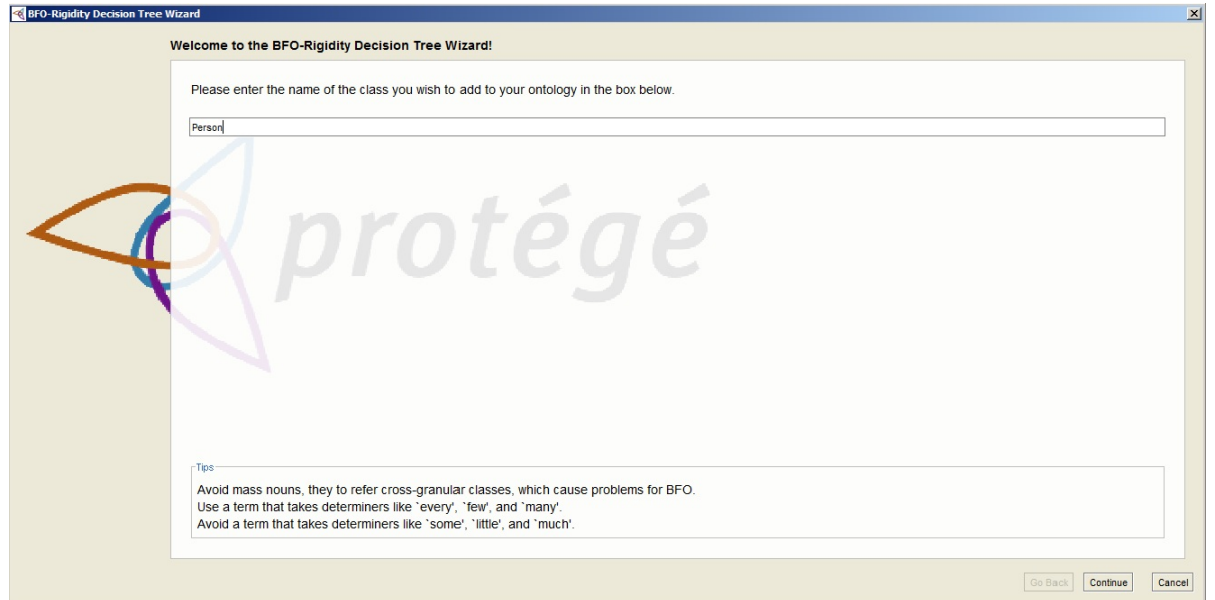 BFO-Rigidity Decision Tree Wizard
Welcome to the BFO-Rigidity Decision Tree Wizard!
Please enter the name of the class you wish to add to your ontology in the box below.
Person
protégé
Tips
Avoid mass nouns, they to refer cross-granular classes, which cause problems for BFO.
Use a term that takes determiners like `every', `few', and `many'.
Avoid a term that takes determiners like `some', `little', and `much'.
Go Back Continue Cancel